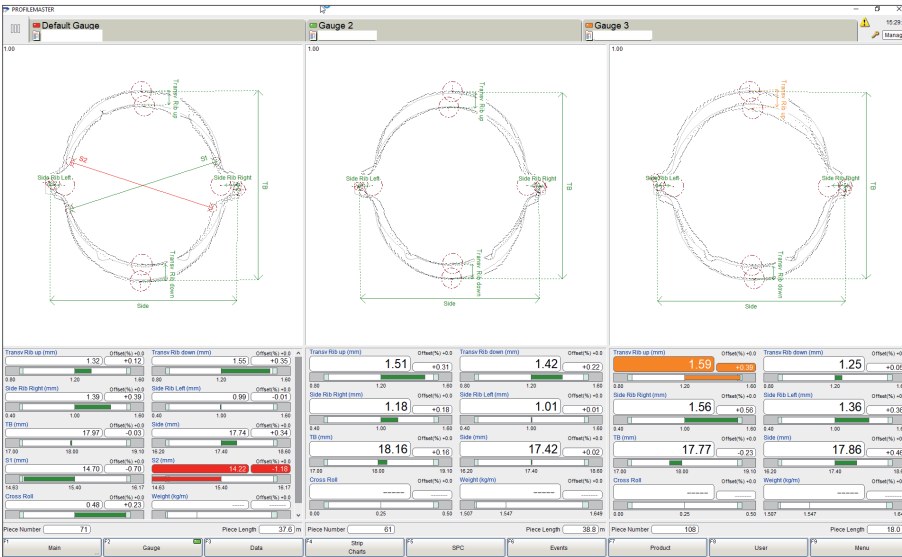 PROFILEMASTER
Default Gauge
Gauge 2
Gauge 3
15:29:
Manag
1.00
1.00
1.00
Transv Rib up
S2
S1
Side Rib Left
Side Rib Right
TB
Transv Rib down
Side
Transv Rib up
Side Rib Left
Side Rib Right
TB
Transv Rib down
Side
Transv Rib up
Side Rib Left
Side Rib Right
TB
Transv Rib down
Side
Transv Rib up (mm) Offset(%) +0.0 Transv Rib down (mm) Offset(%) +0.0
1.32 +0.12 1.55 +0.35
0.80 1.20 1.60 0.80 1.20 1.60
Side Rib Right (mm) Offset(%) +0.0 Side Rib Left (mm) Offset(%) +0.0
1.39 +0.39 0.99 -0.01
0.40 1.00 1.60 0.40 1.00 1.60
TB (mm) Offset(%) +0.0 Side (mm) Offset(%) +0.0
17.97 -0.03 17.74 +0.34
17.00 18.00 19.10 16.20 17.40 18.60
S1 (mm) Offset(%) +0.0 S2 (mm) Offset(%) +0.0
14.70 -0.70 14.22 -1.18
14.63 15.40 16.17 14.63 15.40 16.17
Cross Roll Offset(%) +0.0 Weight (kg/m) Offset(%) +0.0
0.48 +0.23 ----- -----
Piece Number 71 Piece Length 37.6 m
Transv Rib up (mm) Offset(%) +0.0 Transv Rib down (mm) Offset(%) +0.0
1.51 +0.31 1.42 +0.22
0.80 1.20 1.60 0.80 1.20 1.60
Side Rib Right (mm) Offset(%) +0.0 Side Rib Left (mm) Offset(%) +0.0
1.18 +0.18 1.01 +0.01
0.40 1.00 1.60 0.40 1.00 1.60
TB (mm) Offset(%) +0.0 Side (mm) Offset(%) +0.0
18.16 +0.16 17.42 +0.02
17.00 18.00 19.10 16.20 17.40 18.60
Cross Roll Offset(%) +0.0 Weight (kg/m) Offset(%) +0.0
----- ----- ----- -----
0.00 0.25 0.50 1.507 1.547
Piece Number 61 Piece Length 38.8 m
Transv Rib up (mm) Offset(%) +0.0 Transv Rib down (mm) Offset(%) +0
1.59 +0.39 1.25 +0.05
0.80 1.20 1.60 0.80 1.20 1.6
Side Rib Right (mm) Offset(%) +0.0 Side Rib Left (mm) Offset(%) +0
1.56 +0.56 1.36 +0.36
0.40 1.00 1.60 0.40 1.00 1.6
TB (mm) Offset(%) +0.0 Side (mm) Offset(%) +0
17.77 -0.23 17.86 +0.46
17.00 18.00 19.10 16.20 17.40 18.6
Cross Roll Offset(%) +0.0 Weight (kg/m) Offset(%) +0
----- ----- ----- -----
0.00 0.25 0.50 1.507 1.547 1.64
Piece Number 108 Piece Length 18.0
F1 Main ...
F2 Gauge
F3 Data
F4 Strip Charts
F5 SPC
F6 Events
F7 Product
F8 User
F9 Menu